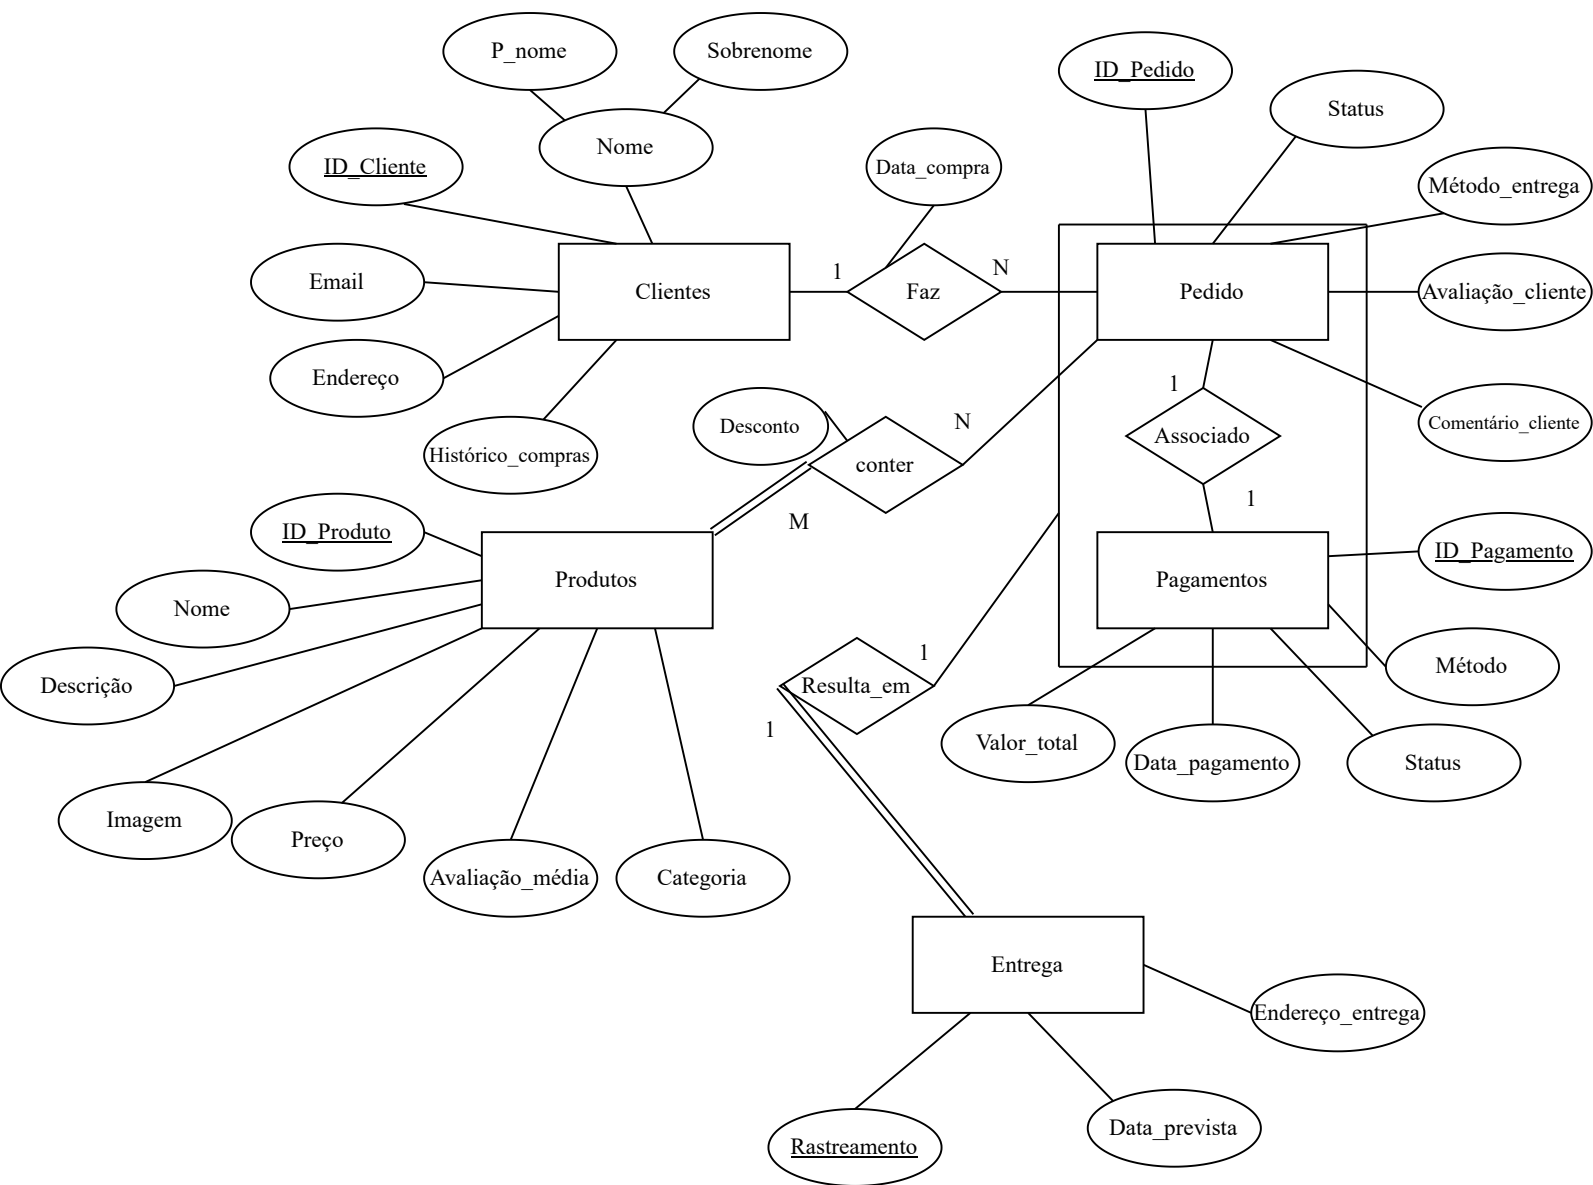 P_nome
Sobrenome
ID_Pedido
Status
Nome
ID_Cliente
Data_compra
Método_entrega
Email
Clientes
1
Faz
N
Pedido
Avaliação_cliente
Endereço
1
Desconto
N
Comentário_cliente
Histórico_compras
conter
Associado
M
1
ID_Produto
ID_Pagamento
Produtos
Pagamentos
Nome
1
Método
Descrição
Resulta_em
1
Valor_total
Data_pagamento
Status
Imagem
Preço
Avaliação_média
Categoria
Entrega
Endereço_entrega
Data_prevista
Rastreamento